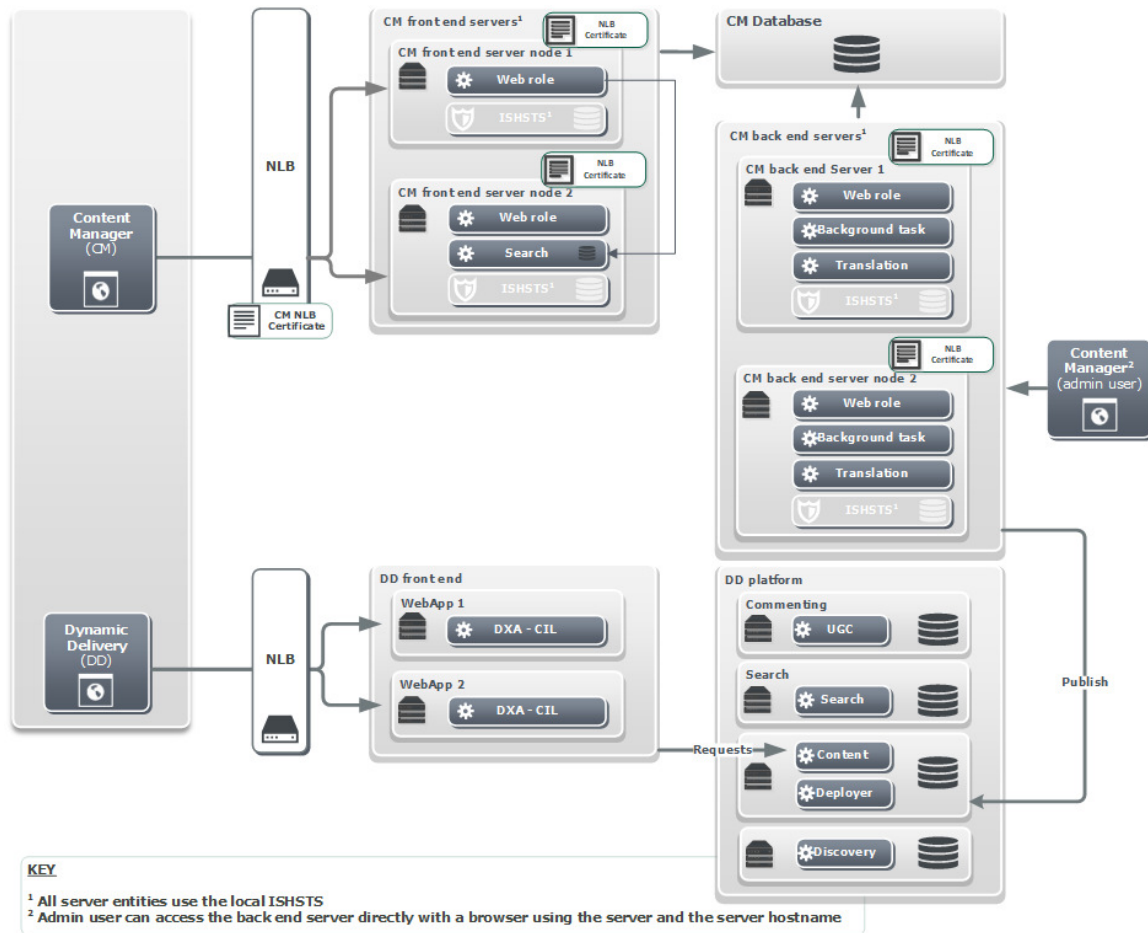 Content
Manager
(CM)
NLB
CM NLB
Certificate
CM front end servers¹
NLB
Certificate
CM front end server node 1
Web role
ISHSTS¹
NLB
Certificate
CM front end server node 2
Web role
Search
ISHSTS¹
CM Database
CM back end servers¹
NLB
Certificate
CM back end Server 1
Web role
Background task
Translation
ISHSTS¹
NLB
Certificate
CM back end server node 2
Web role
Background task
Translation
ISHSTS¹
Content
Manager²
(admin user)
Dynamic
Delivery
(DD)
NLB
DD front end
WebApp 1
DXA - CIL
WebApp 2
DXA - CIL
Requests
DD platform
Commenting
UGC
Search
Search
Content
Deployer
Discovery
Publish
KEY
¹ All server entities use the local ISHSTS
² Admin user can access the back end server directly with a browser using the server and the server hostname